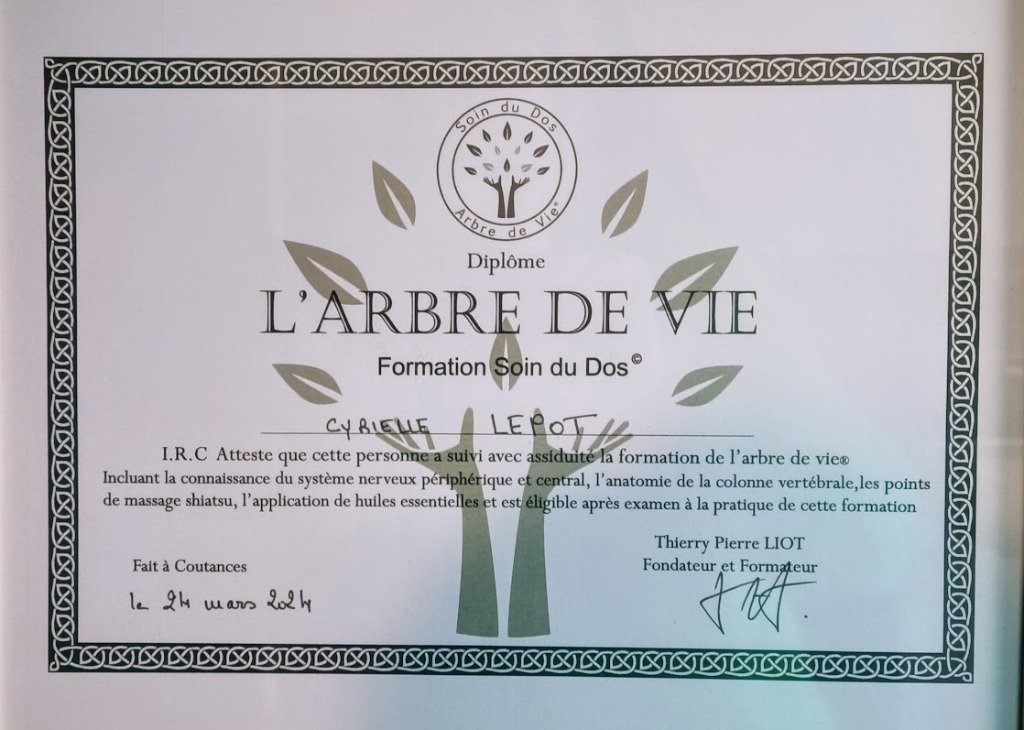 Soin du Dos
Arbre de Vie®
Diplôme
L'ARBRE DE VIE
Formation Soin du Dos©
CYRIELLE LEPOT
I.R.C Atteste que cette personne a suivi avec assiduité la formation de l'arbre de vie®
Incluant la connaissance du système nerveux périphérique et central, l'anatomie de la colonne vertébrale,les points
de massage shiatsu, l'application de huiles essentielles et est éligible après examen à la pratique de cette formation
Thierry Pierre LIOT
Fondateur et Formateur
Fait à Coutances
le 24 mars 2024